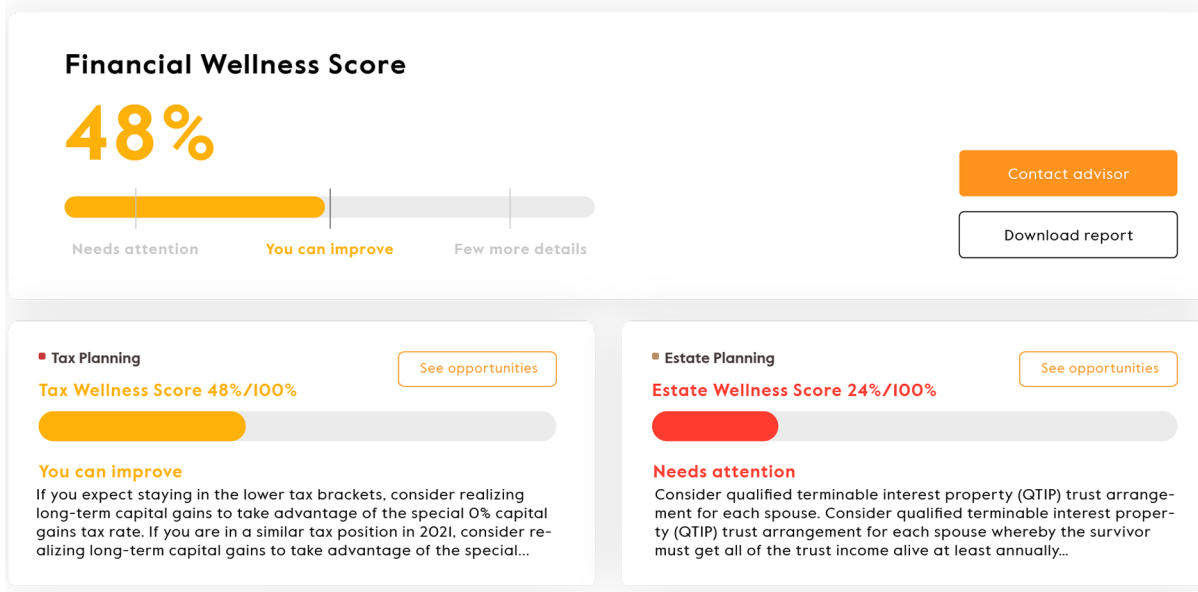 Financial Wellness Score
48%
Needs attention
You can improve
Few more details
Contact advisor
Download report
Tax Planning
See opportunities
Tax Wellness Score 48%/100%
You can improve
If you expect staying in the lower tax brackets, consider realizing
long-term capital gains to take advantage of the special 0% capital
gains tax rate. If you are in a similar tax position in 2021, consider re-
alizing long-term capital gains to take advantage of the special...
Estate Planning
See opportunities
Estate Wellness Score 24%/100%
Needs attention
Consider qualified terminable interest property (QTIP) trust arrange-
ment for each spouse. Consider qualified terminable interest proper-
ty (QTIP) trust arrangement for each spouse whereby the survivor
must get all of the trust income alive at least annually...